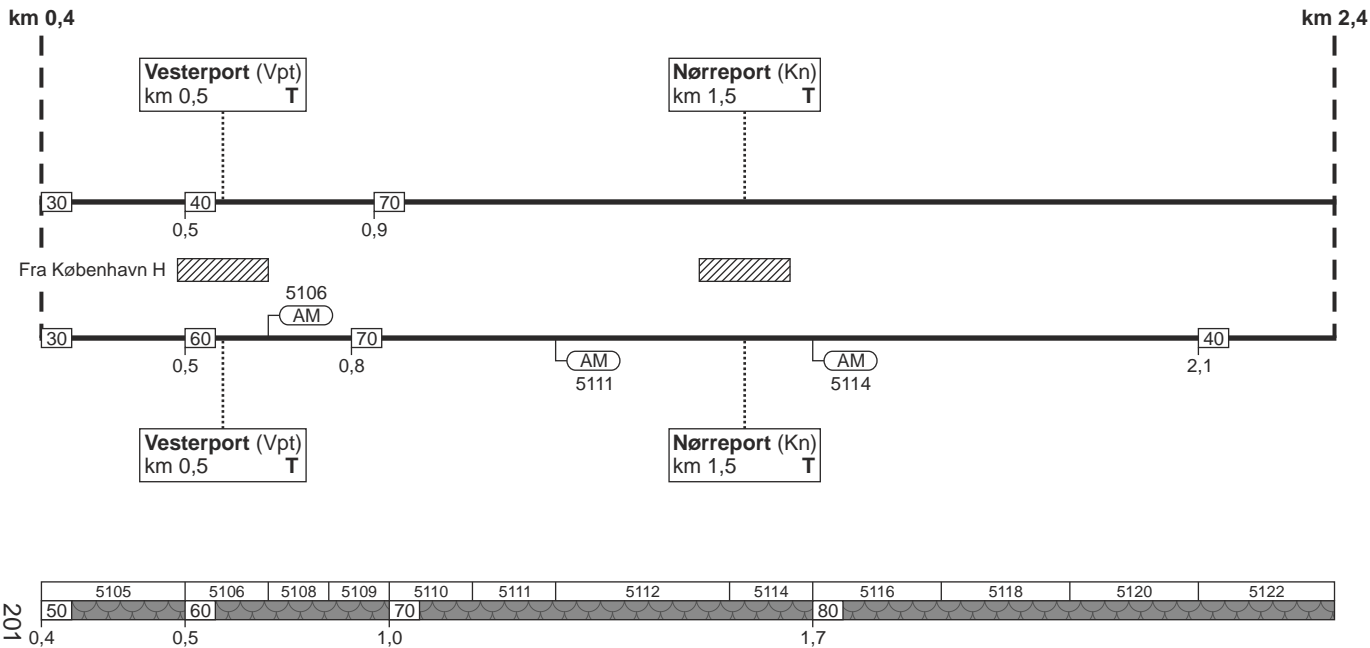 km 0,4
km 2,4
Vesterport (Vpt)
km 0,5 T
Nørreport (Kn)
km 1,5 T
30
40
70
0,5
0,9
Fra København H
5106
AM
30
60
70
40
0,5
0,8
AM
5111
AM
5114
2,1
Vesterport (Vpt)
km 0,5 T
Nørreport (Kn)
km 1,5 T
5105 5106 5108 5109 5110 5111 5112 5114 5116 5118 5120 5122
50 60 70 80
201
0,4 0,5 1,0 1,7